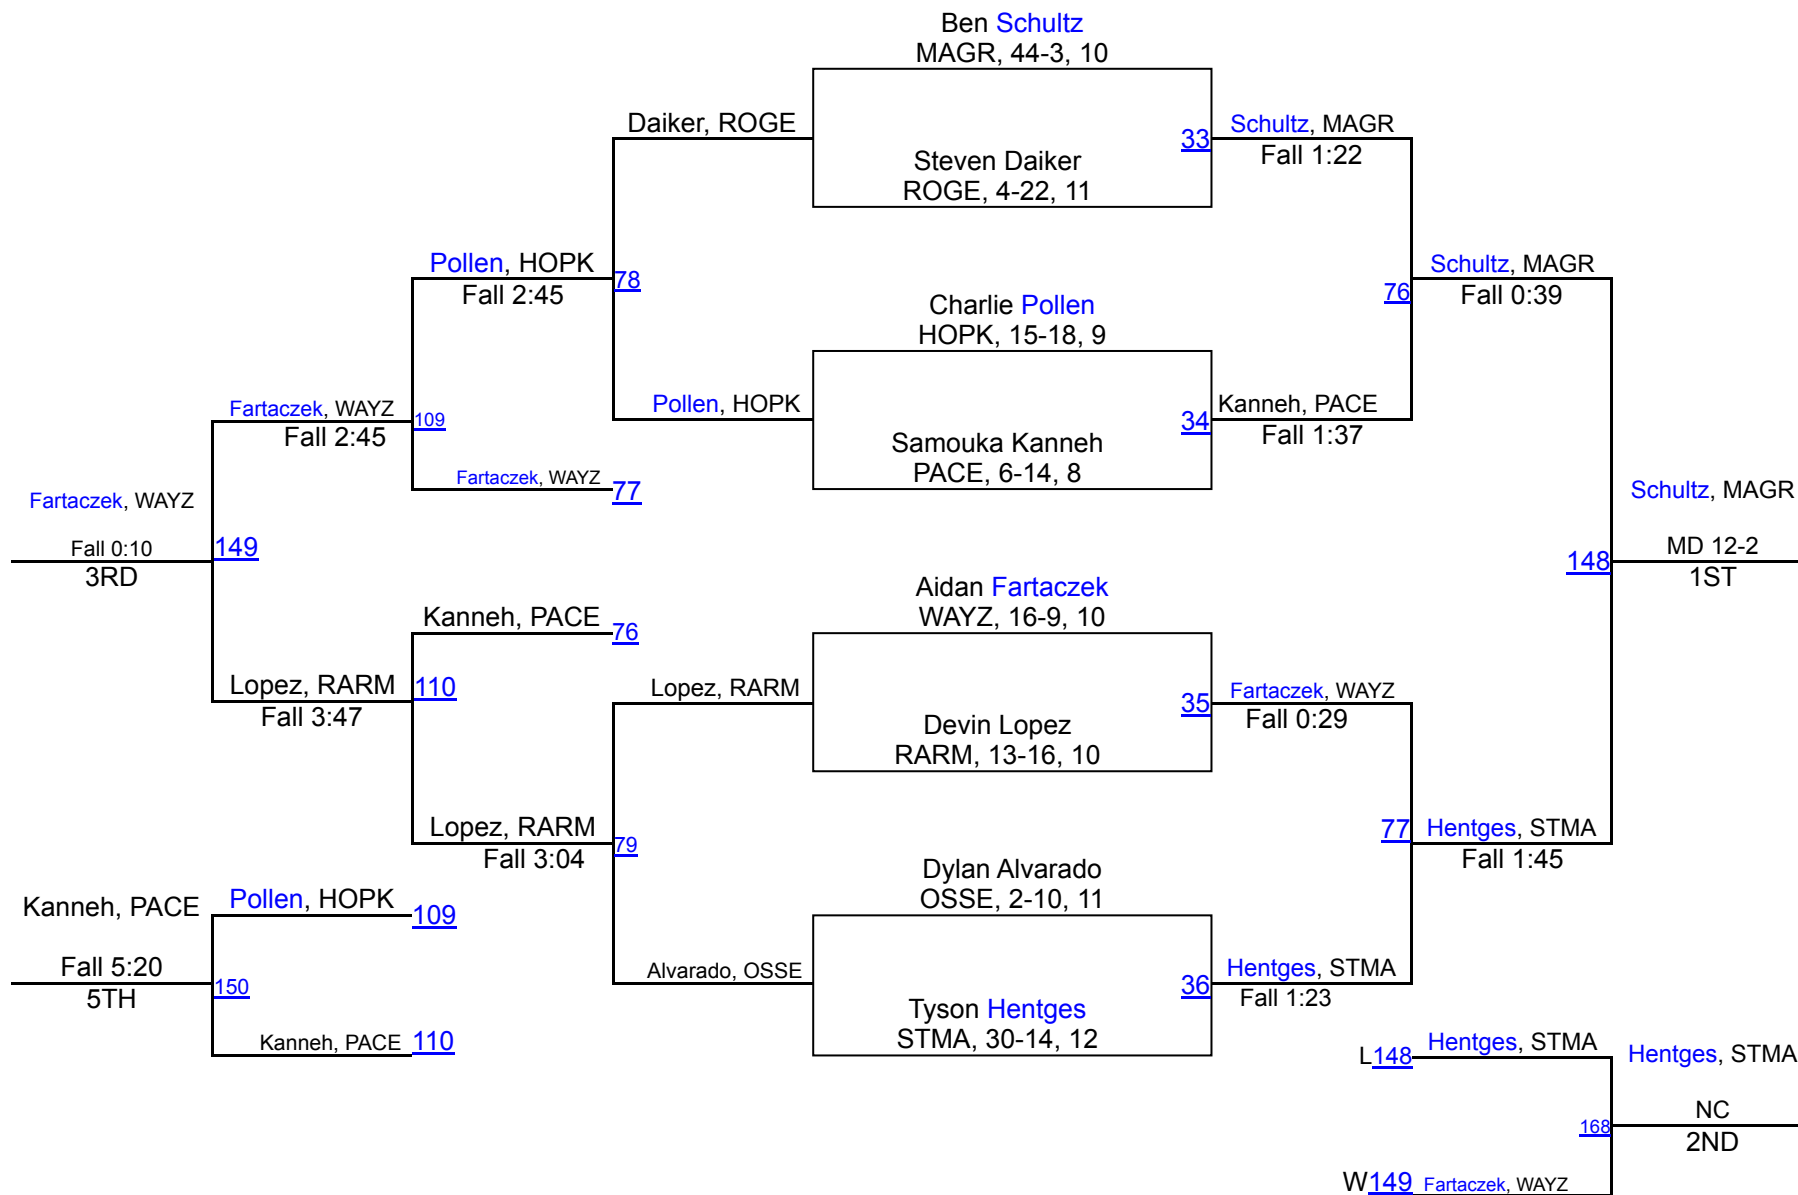 Ben Schultz
MAGR, 44-3, 10
Daiker, ROGE
33
Schultz, MAGR
Fall 1:22
Steven Daiker
ROGE, 4-22, 11
Pollen, HOPK
Fall 2:45
78
Charlie Pollen
HOPK, 15-18, 9
76
Schultz, MAGR
Fall 0:39
Fartaczek, WAYZ
Fall 2:45
109
Pollen, HOPK
34
Kanneh, PACE
Fall 1:37
Samouka Kanneh
PACE, 6-14, 8
Fartaczek, WAYZ
77
Fartaczek, WAYZ
Fall 0:10
3RD
149
Schultz, MAGR
148
MD 12-2
1ST
Aidan Fartaczek
WAYZ, 16-9, 10
Kanneh, PACE
76
Lopez, RARM
Fall 3:47
110
Lopez, RARM
35
Fartaczek, WAYZ
Fall 0:29
Devin Lopez
RARM, 13-16, 10
Lopez, RARM
Fall 3:04
79
77
Hentges, STMA
Fall 1:45
Dylan Alvarado
OSSE, 2-10, 11
Kanneh, PACE
Pollen, HOPK
109
Fall 5:20
5TH
150
Alvarado, OSSE
36
Hentges, STMA
Fall 1:23
Tyson Hentges
STMA, 30-14, 12
Kanneh, PACE
110
L148
Hentges, STMA
Hentges, STMA
168
NC
2ND
W149
Fartaczek, WAYZ